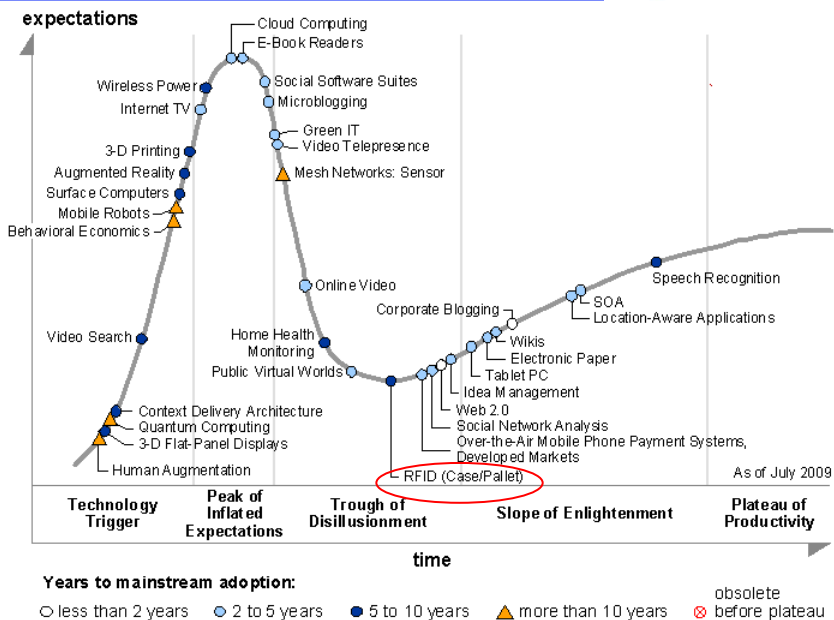 expectations
Cloud Computing
E-Book Readers
Wireless Power
Social Software Suites
Internet TV
Microblogging
Green IT
3-D Printing
Video Telepresence
Augmented Reality
Mesh Networks: Sensor
Surface Computers
Mobile Robots
Behavioral Economics
Online Video
Speech Recognition
Corporate Blogging
SOA
Location-Aware Applications
Video Search
Home Health
Monitoring
Wikis
Electronic Paper
Public Virtual Worlds
Tablet PC
Idea Management
Context Delivery Architecture
Web 2.0
Quantum Computing
Social Network Analysis
3-D Flat-Panel Displays
Over-the-Air Mobile Phone Payment Systems,
Developed Markets
Human Augmentation
RFID (Case/Pallet)
As of July 2009
Technology
Trigger
Peak of
Inflated
Expectations
Trough of
Disillusionment
Slope of Enlightenment
Plateau of
Productivity
time
Years to mainstream adoption:
less than 2 years
2 to 5 years
5 to 10 years
more than 10 years
obsolete
before plateau